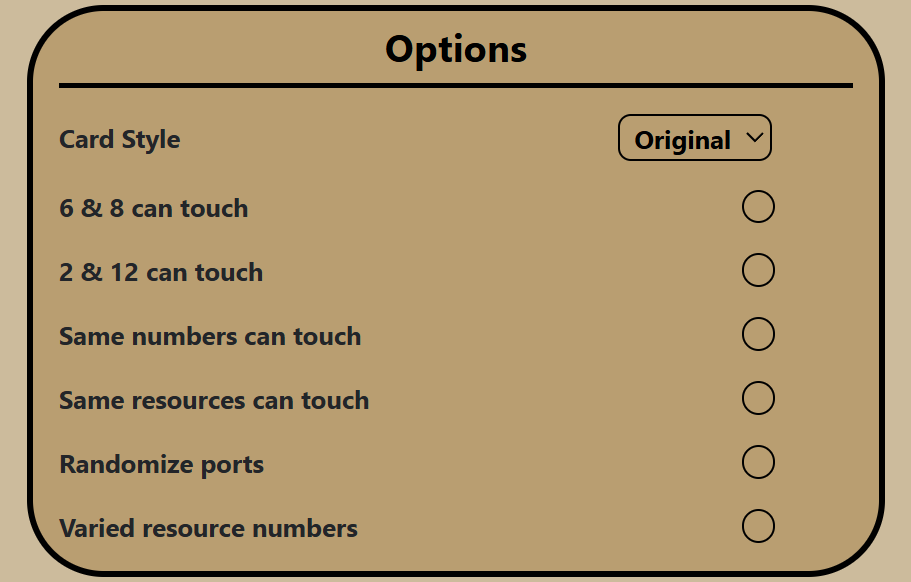 Options
Card Style Original
6 & 8 can touch
2 & 12 can touch
Same numbers can touch
Same resources can touch
Randomize ports
Varied resource numbers